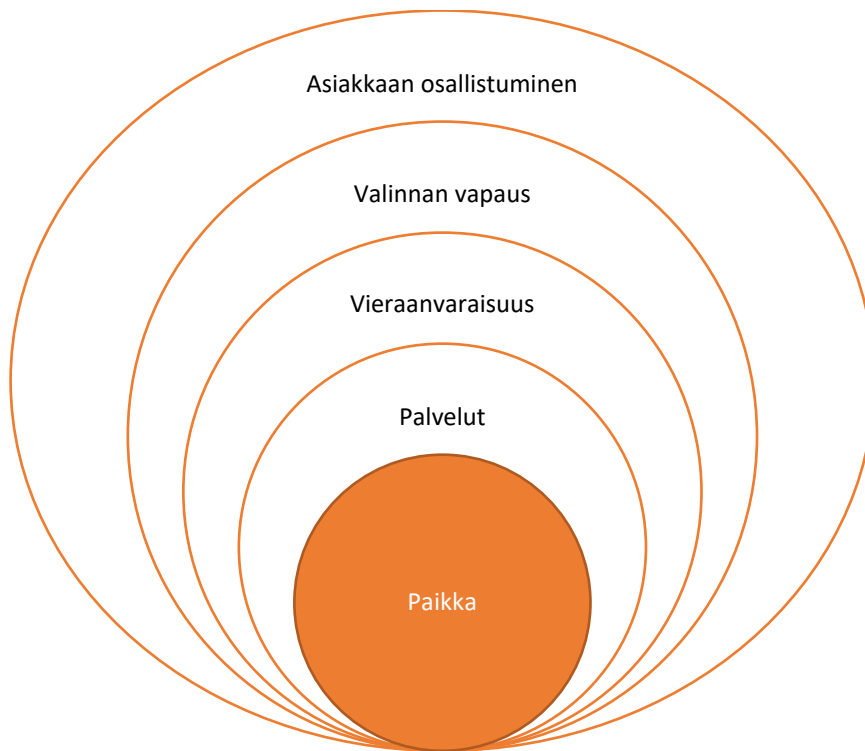 Asiakkaan osallistuminen
Valinnan vapaus
Vieraanvaraisuus
Palvelut
Paikka